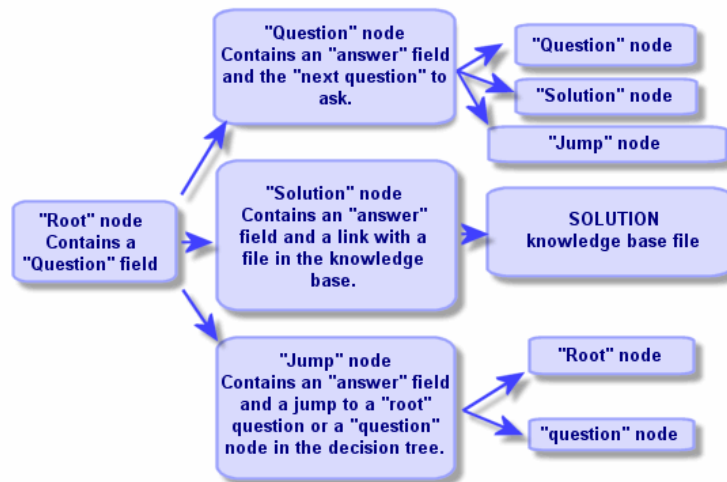 "Question" node
Contains an "answer" field
and the "next question" to
ask.
"Question" node
"Solution" node
"Jump" node
"Root" node
Contains a
"Question" field
"Solution" node
Contains an "answer"
field and a link with a
file in the knowledge
base.
SOLUTION
knowledge base file
"Jump" node
Contains an "answer" field
and a jump to a "root"
question or a "question"
node in the decision tree.
"Root" node
"question" node